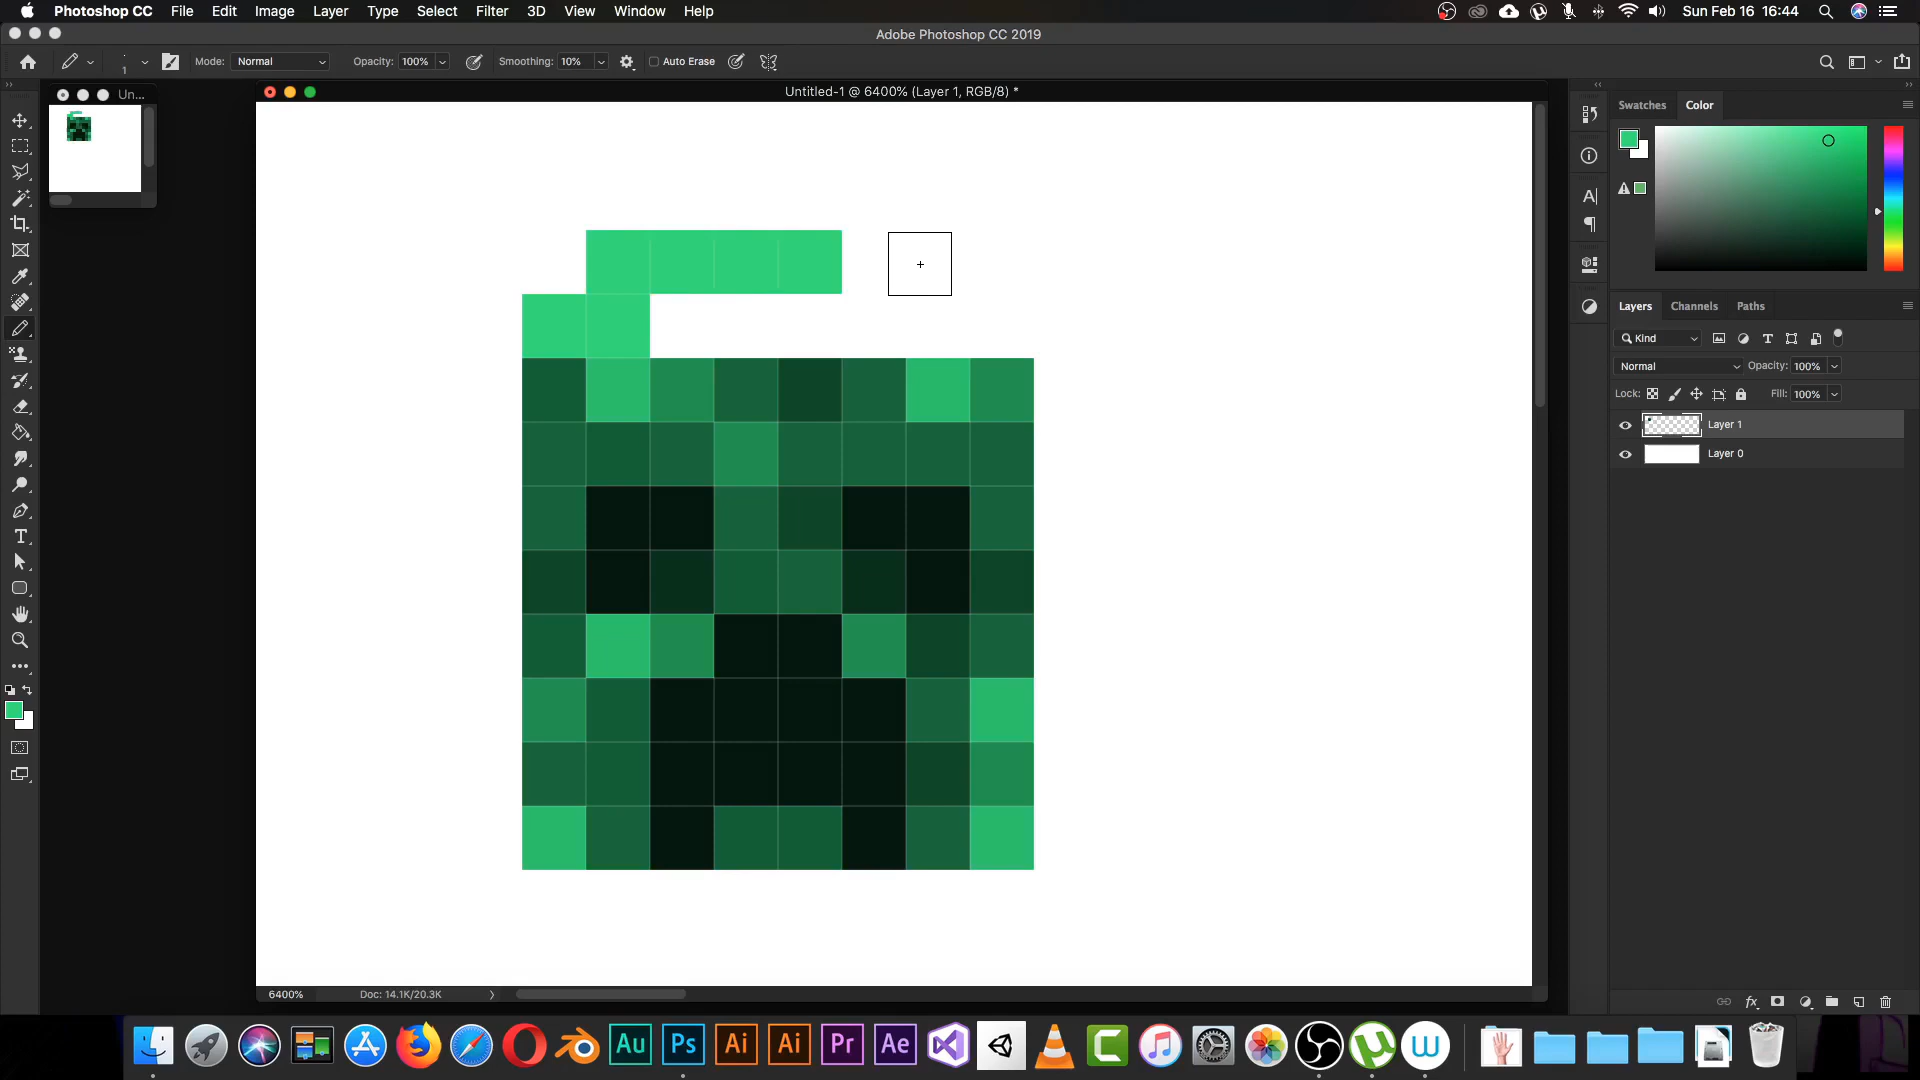 Photoshop CC File Edit Image Layer Type Select Filter 3D View Window Help Sun Feb 16 16:44
Adobe Photoshop CC 2019
1 Mode: Normal Opacity: 100% Smoothing: 10% Auto Erase
Un...
Untitled-1 @ 6400% (Layer 1, RGB/8) *
Swatches Color
Layers Channels Paths
Kind
Normal Opacity: 100%
Lock: Fill: 100%
Layer 1
Layer 0
6400% Doc: 14.1K/20.3K
Au Ps Ai Ai Pr Ae